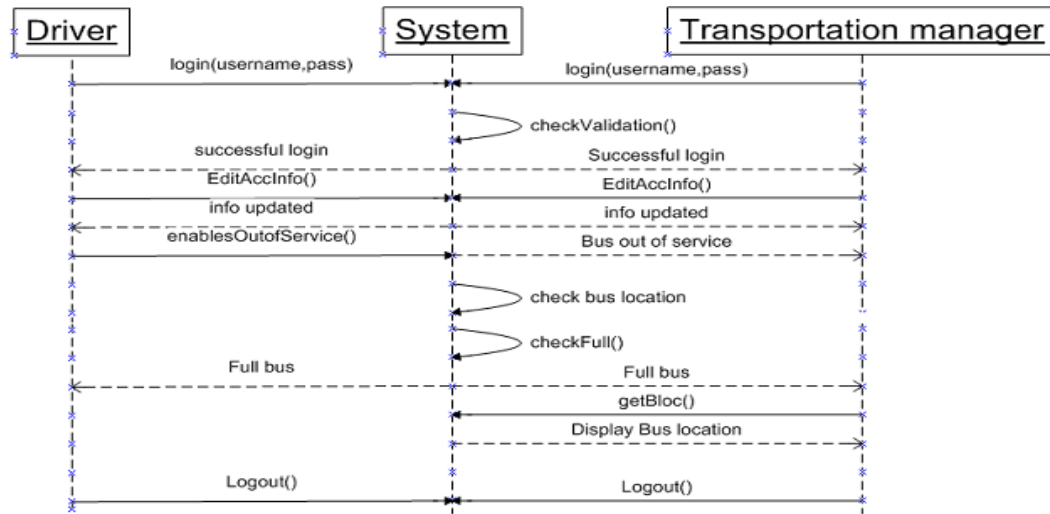 Driver
System
Transportation manager
login(username,pass)
login(username,pass)
checkValidation()
successful login
Successful login
EditAccInfo()
EditAccInfo()
info updated
info updated
enablesOutofService()
Bus out of service
check bus location
checkFull()
Full bus
Full bus
getBloc()
Display Bus location
Logout()
Logout()